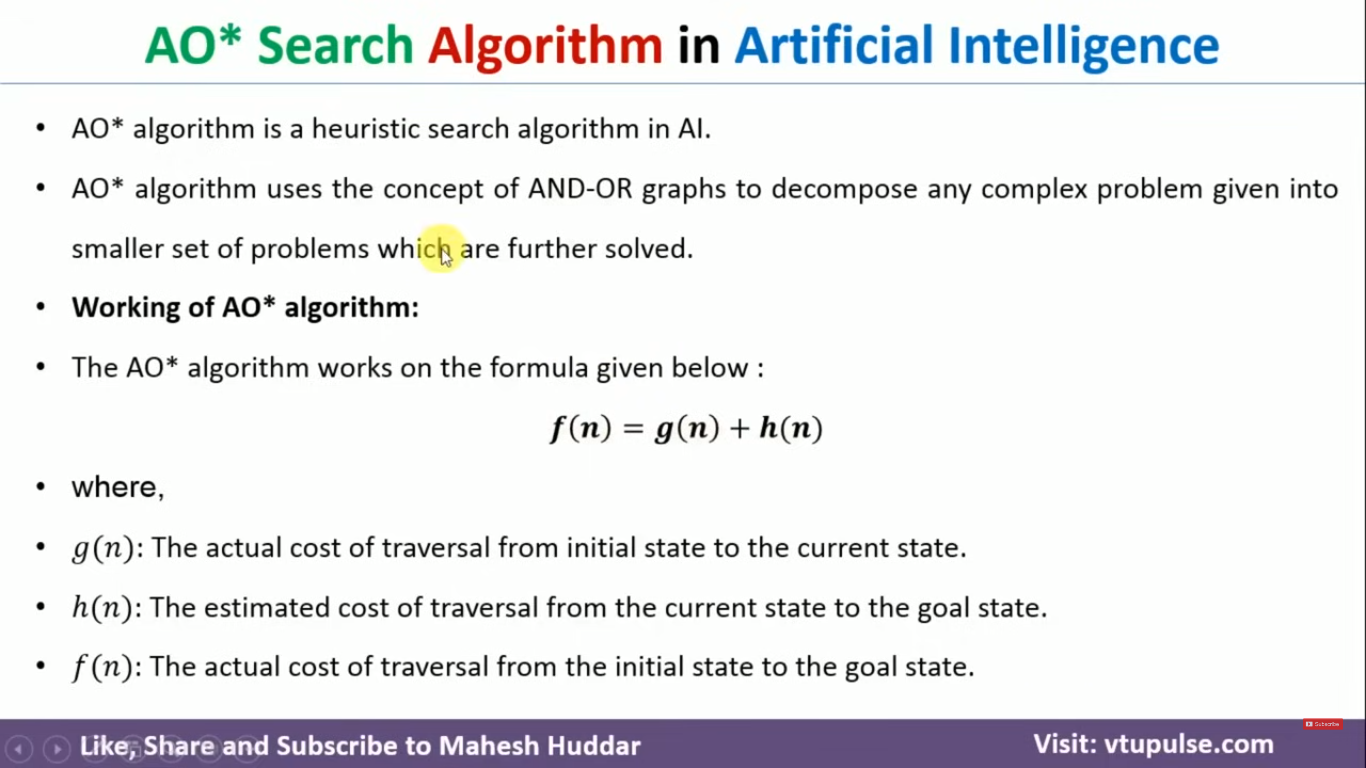 AO* Search Algorithm in Artificial Intelligence
• AO* algorithm is a heuristic search algorithm in AI.
• AO* algorithm uses the concept of AND-OR graphs to decompose any complex problem given into
smaller set of problems which are further solved.
• Working of AO* algorithm:
• The AO* algorithm works on the formula given below :
f(n) = g(n) + h(n)
• where,
• g(n): The actual cost of traversal from initial state to the current state.
• h(n): The estimated cost of traversal from the current state to the goal state.
• f(n): The actual cost of traversal from the initial state to the goal state.
Subscribe
Like, Share and Subscribe to Mahesh Huddar
Visit: vtupulse.com